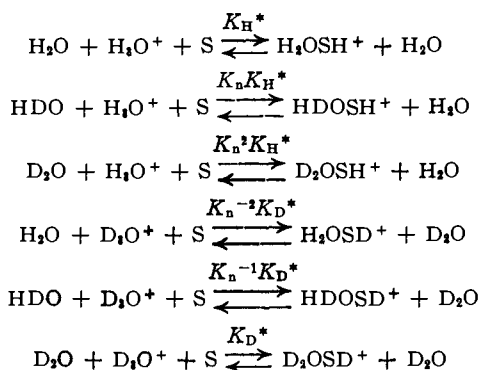 K_H*
H₂O + H₃O⁺ + S ⇌ H₂OSH⁺ + H₂O
K_nK_H*
HDO + H₃O⁺ + S ⇌ HDOSH⁺ + H₂O
K_n²K_H*
D₂O + H₃O⁺ + S ⇌ D₂OSH⁺ + H₂O
K_n⁻²K_D*
H₂O + D₃O⁺ + S ⇌ H₂OSD⁺ + D₂O
K_n⁻¹K_D*
HDO + D₃O⁺ + S ⇌ HDOSD⁺ + D₂O
K_D*
D₂O + D₃O⁺ + S ⇌ D₂OSD⁺ + D₂O